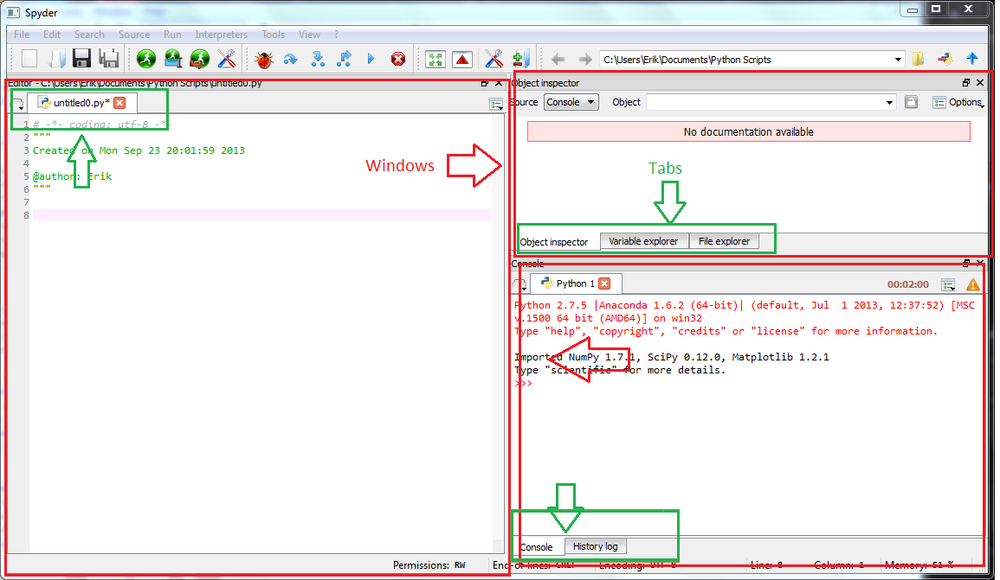 Spyder
File Edit Search Source Run Interpreters Tools View ?
C:\Users\Erik\Documents\Python Scripts
Editor - C:\Users\Erik\Documents\Python Scripts\untitled0.py
untitled0.py*
1 # -*- coding: utf-8 -*-
2 """
3 Created on Mon Sep 23 20:01:59 2013
4
5 @author: Erik
6 """
7
8
Windows
Object inspector
Source Console Object Options
No documentation available
Tabs
Object inspector Variable explorer File explorer
Console
Python 1 00:02:00
Python 2.7.5 |Anaconda 1.6.2 (64-bit)| (default, Jul 1 2013, 12:37:52) [MSC
v.1500 64 bit (AMD64)] on win32
Type "help", "copyright", "credits" or "license" for more information.
Imported NumPy 1.7.1, SciPy 0.12.0, Matplotlib 1.2.1
Type "scientific" for more details.
>>>
Console History log
Permissions: RW End-of-lines: CRLF Encoding: UTF-8 Line: 8 Column: 1 Memory: 51 %